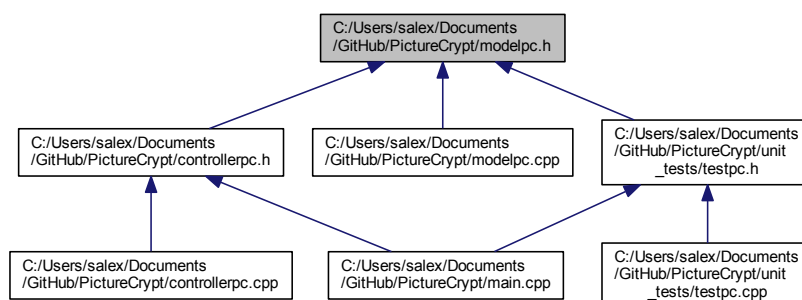 C:/Users/salex/Documents
/GitHub/PictureCrypt/modelpc.h
C:/Users/salex/Documents
/GitHub/PictureCrypt/controllerpc.h
C:/Users/salex/Documents
/GitHub/PictureCrypt/modelpc.cpp
C:/Users/salex/Documents
/GitHub/PictureCrypt/unit
_tests/testpc.h
C:/Users/salex/Documents
/GitHub/PictureCrypt/controllerpc.cpp
C:/Users/salex/Documents
/GitHub/PictureCrypt/main.cpp
C:/Users/salex/Documents
/GitHub/PictureCrypt/unit
_tests/testpc.cpp